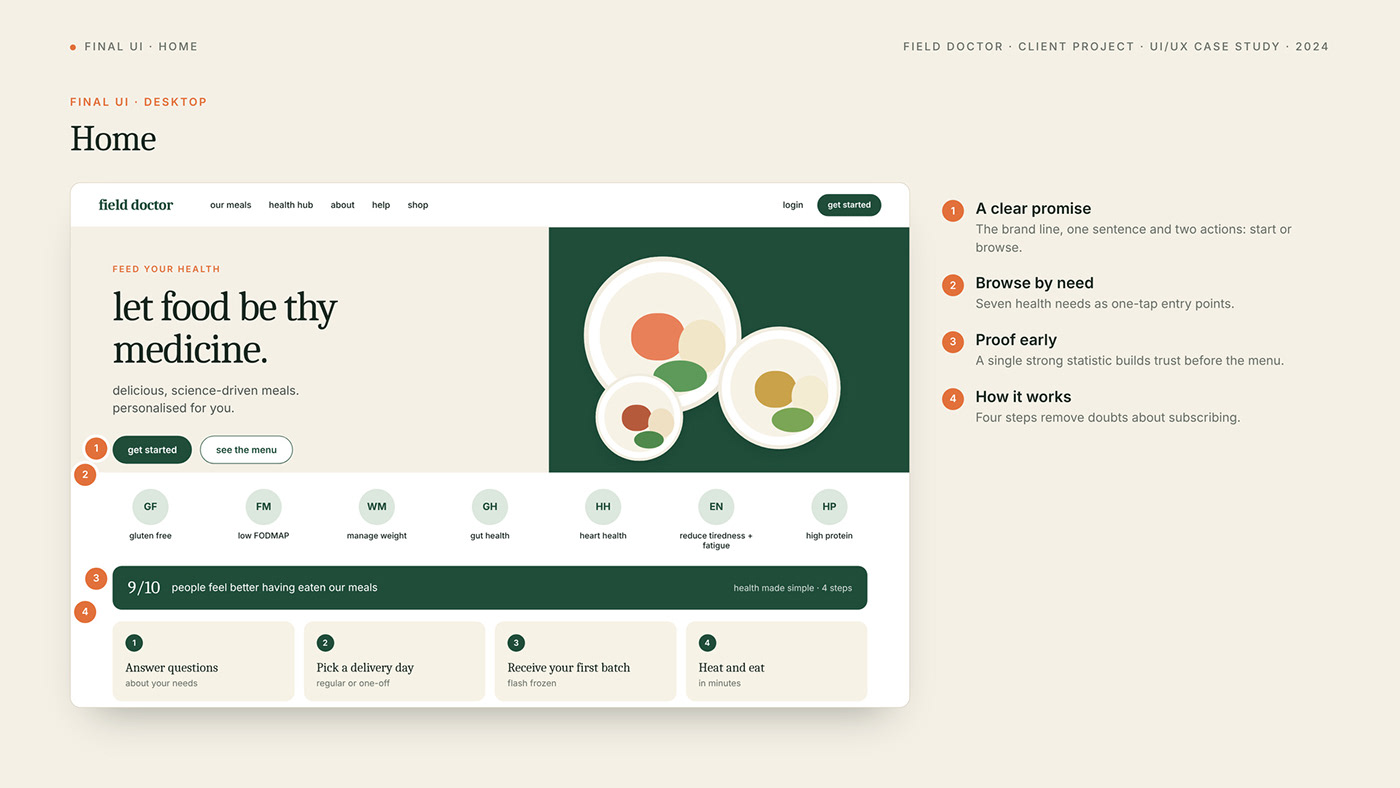 FINAL UI · HOME
FIELD DOCTOR · CLIENT PROJECT · UI/UX CASE STUDY · 2024
FINAL UI · DESKTOP
Home
field doctor
our meals
health hub
about
help
shop
login
get started
FEED YOUR HEALTH
let food be thy
medicine.
delicious, science-driven meals.
personalised for you.
1
get started
see the menu
2
GF
FM
WM
GH
HH
EN
HP
gluten free
low FODMAP
manage weight
gut health
heart health
reduce tiredness +
fatigue
high protein
3
9/10 people feel better having eaten our meals
health made simple · 4 steps
4
1
Answer questions
about your needs
2
Pick a delivery day
regular or one-off
3
Receive your first batch
flash frozen
4
Heat and eat
in minutes
1
A clear promise
The brand line, one sentence and two actions: start or
browse.
2
Browse by need
Seven health needs as one-tap entry points.
3
Proof early
A single strong statistic builds trust before the menu.
4
How it works
Four steps remove doubts about subscribing.